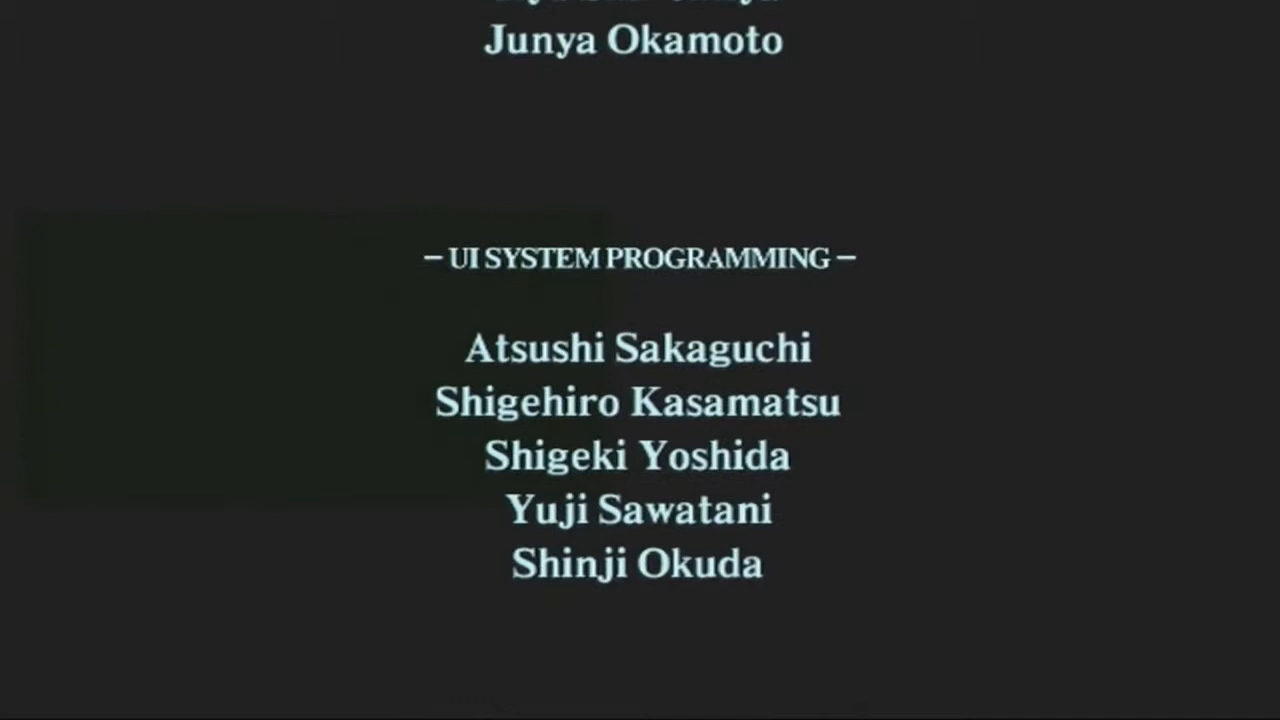 Junya Okamoto
– UI SYSTEM PROGRAMMING –
Atsushi Sakaguchi
Shigehiro Kasamatsu
Shigeki Yoshida
Yuji Sawatani
Shinji Okuda